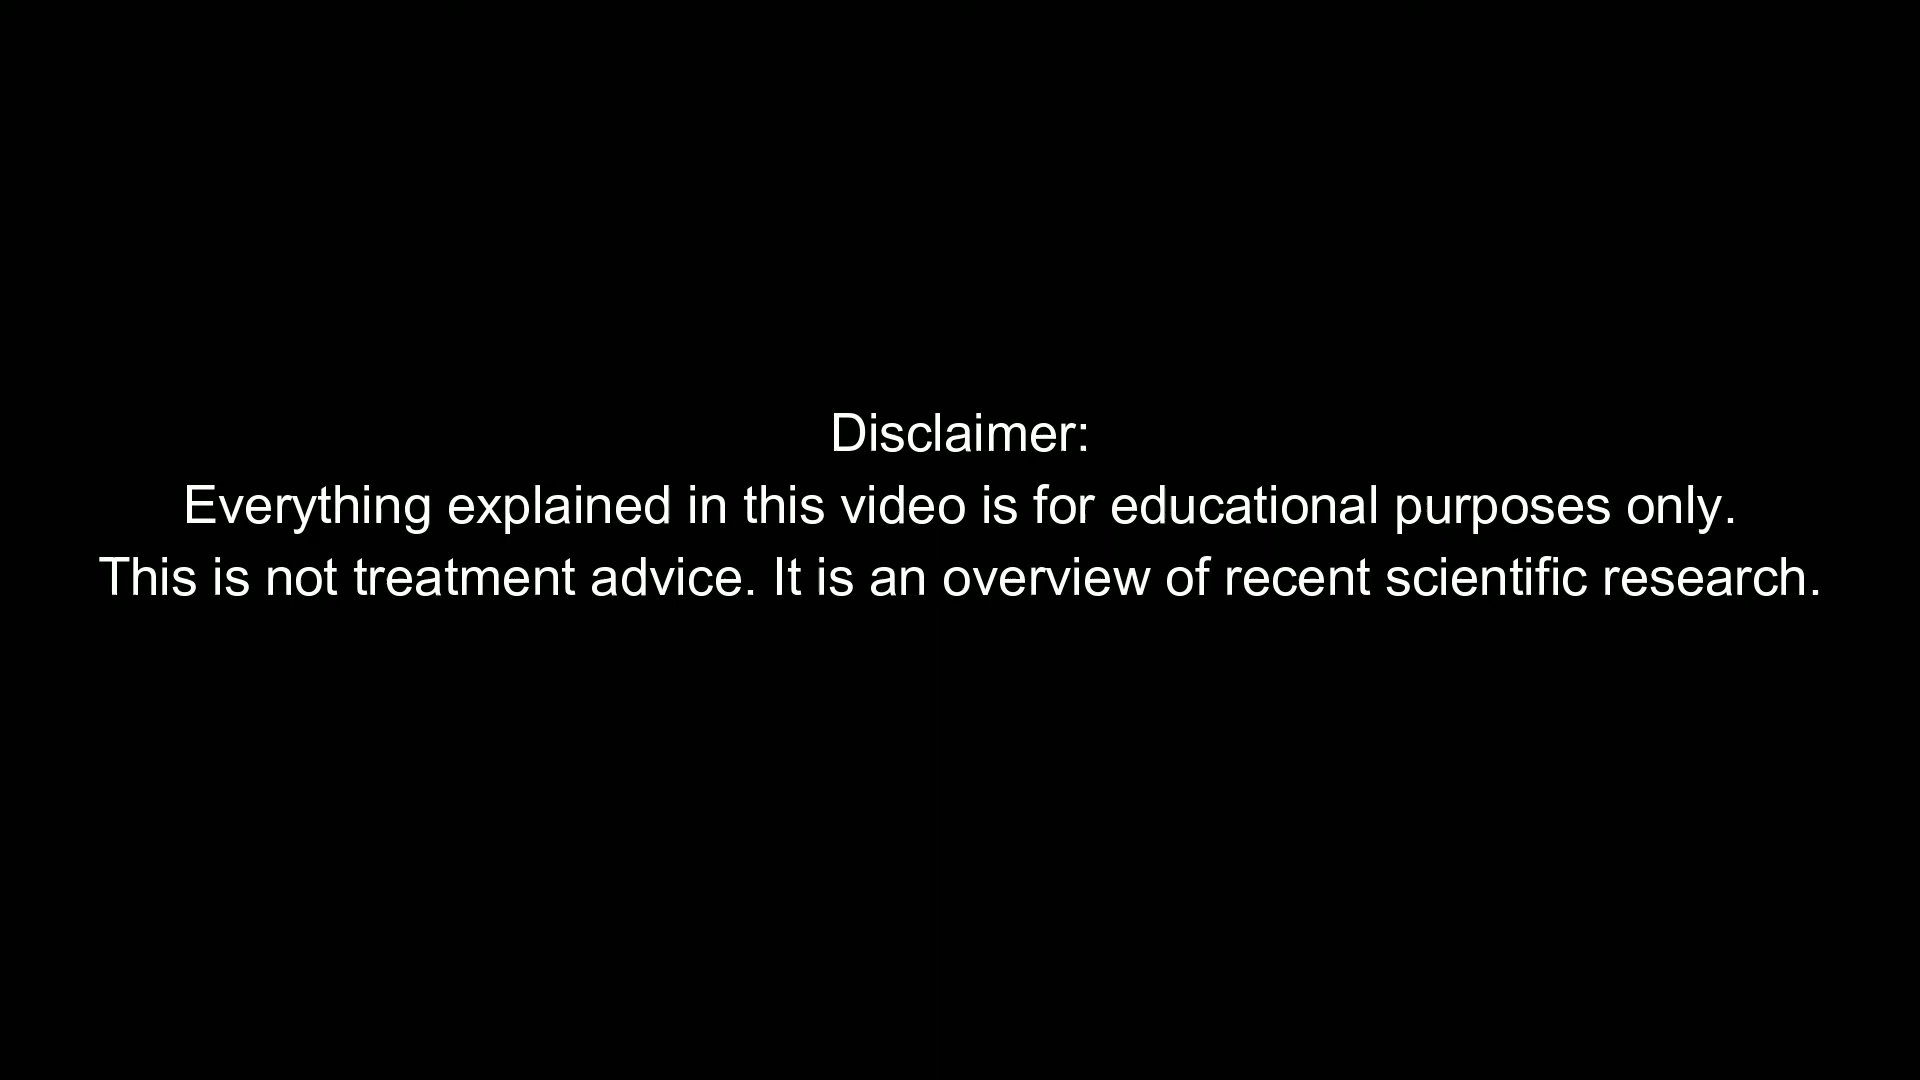 Disclaimer:
Everything explained in this video is for educational purposes only.
This is not treatment advice. It is an overview of recent scientific research.